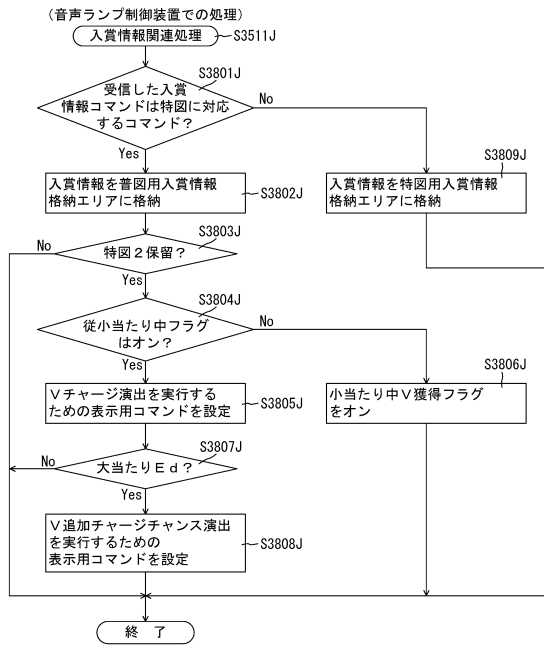 （音声ランプ制御装置での処理）
入賞情報関連処理
S3511J
S3801J
受信した入賞
情報コマンドは特図に対応
するコマンド？
No
Yes
S3809J
入賞情報を普図用入賞情報
格納エリアに格納
S3802J
入賞情報を特図用入賞情報
格納エリアに格納
S3803J
No
特図２保留？
Yes
S3804J
従小当たり中フラグ
はオン？
No
Yes
S3806J
Ｖチャージ演出を実行する
ための表示用コマンドを設定
S3805J
小当たり中Ｖ獲得フラグ
をオン
S3807J
No
大当たりＥｄ？
Yes
Ｖ追加チャージチャンス演出
を実行するための
表示用コマンドを設定
S3808J
終 了